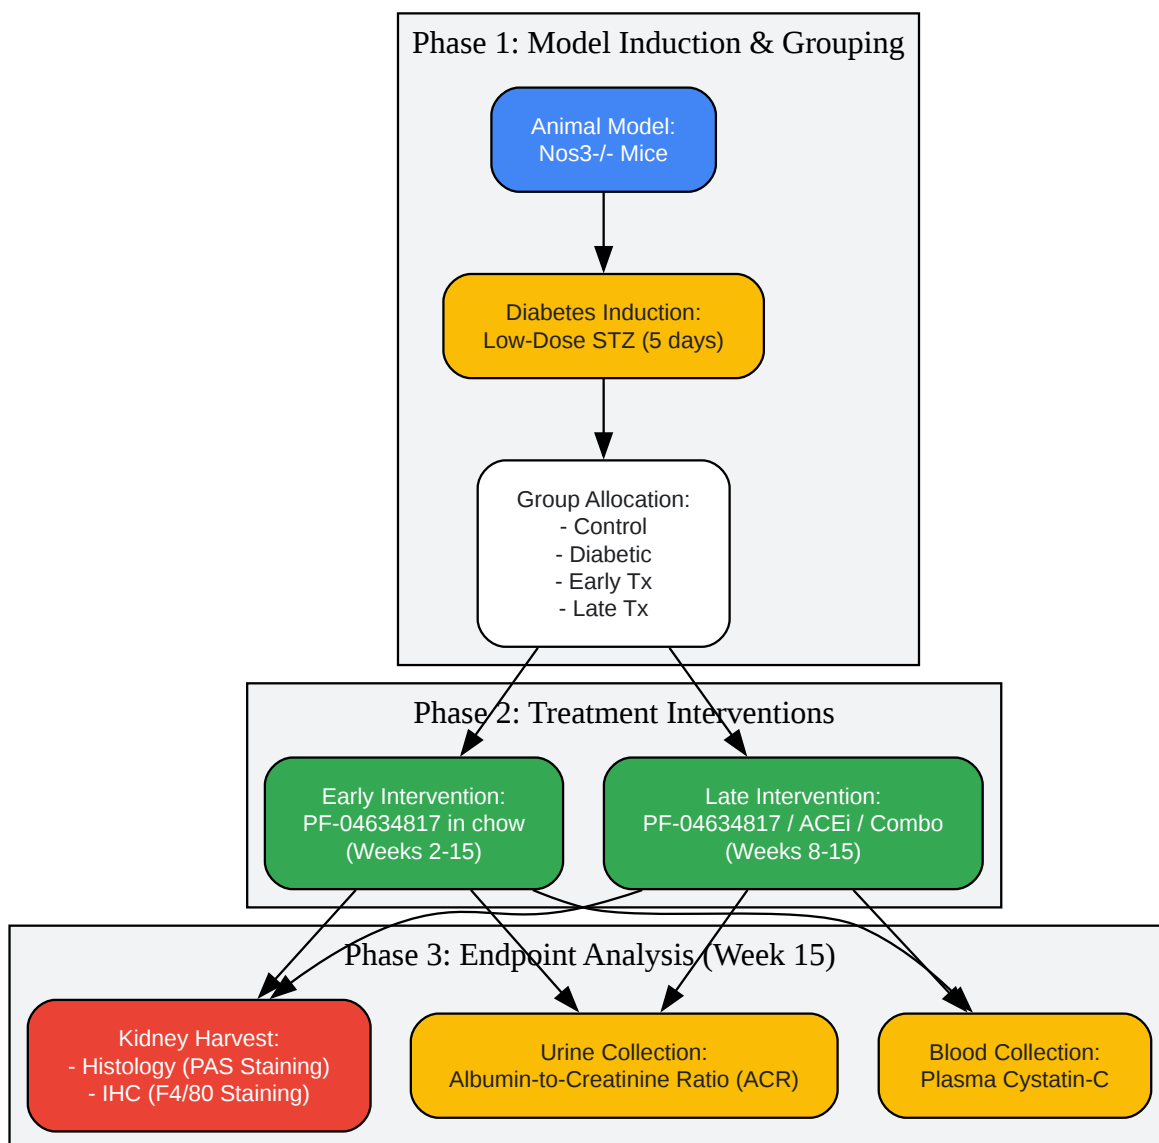 Phase 1: Model Induction & Grouping
Animal Model:
Nos3-/- Mice
Diabetes Induction:
Low-Dose STZ (5 days)
Group Allocation:
- Control
- Diabetic
- Early Tx
- Late Tx
Phase 2: Treatment Interventions
Early Intervention:
PF-04634817 in chow
(Weeks 2-15)
Late Intervention:
PF-04634817 / ACEi / Combo
(Weeks 8-15)
Phase 3: Endpoint Analysis (Week 15)
Kidney Harvest:
- Histology (PAS Staining)
- IHC (F4/80 Staining)
Urine Collection:
Albumin-to-Creatinine Ratio (ACR)
Blood Collection:
Plasma Cystatin-C